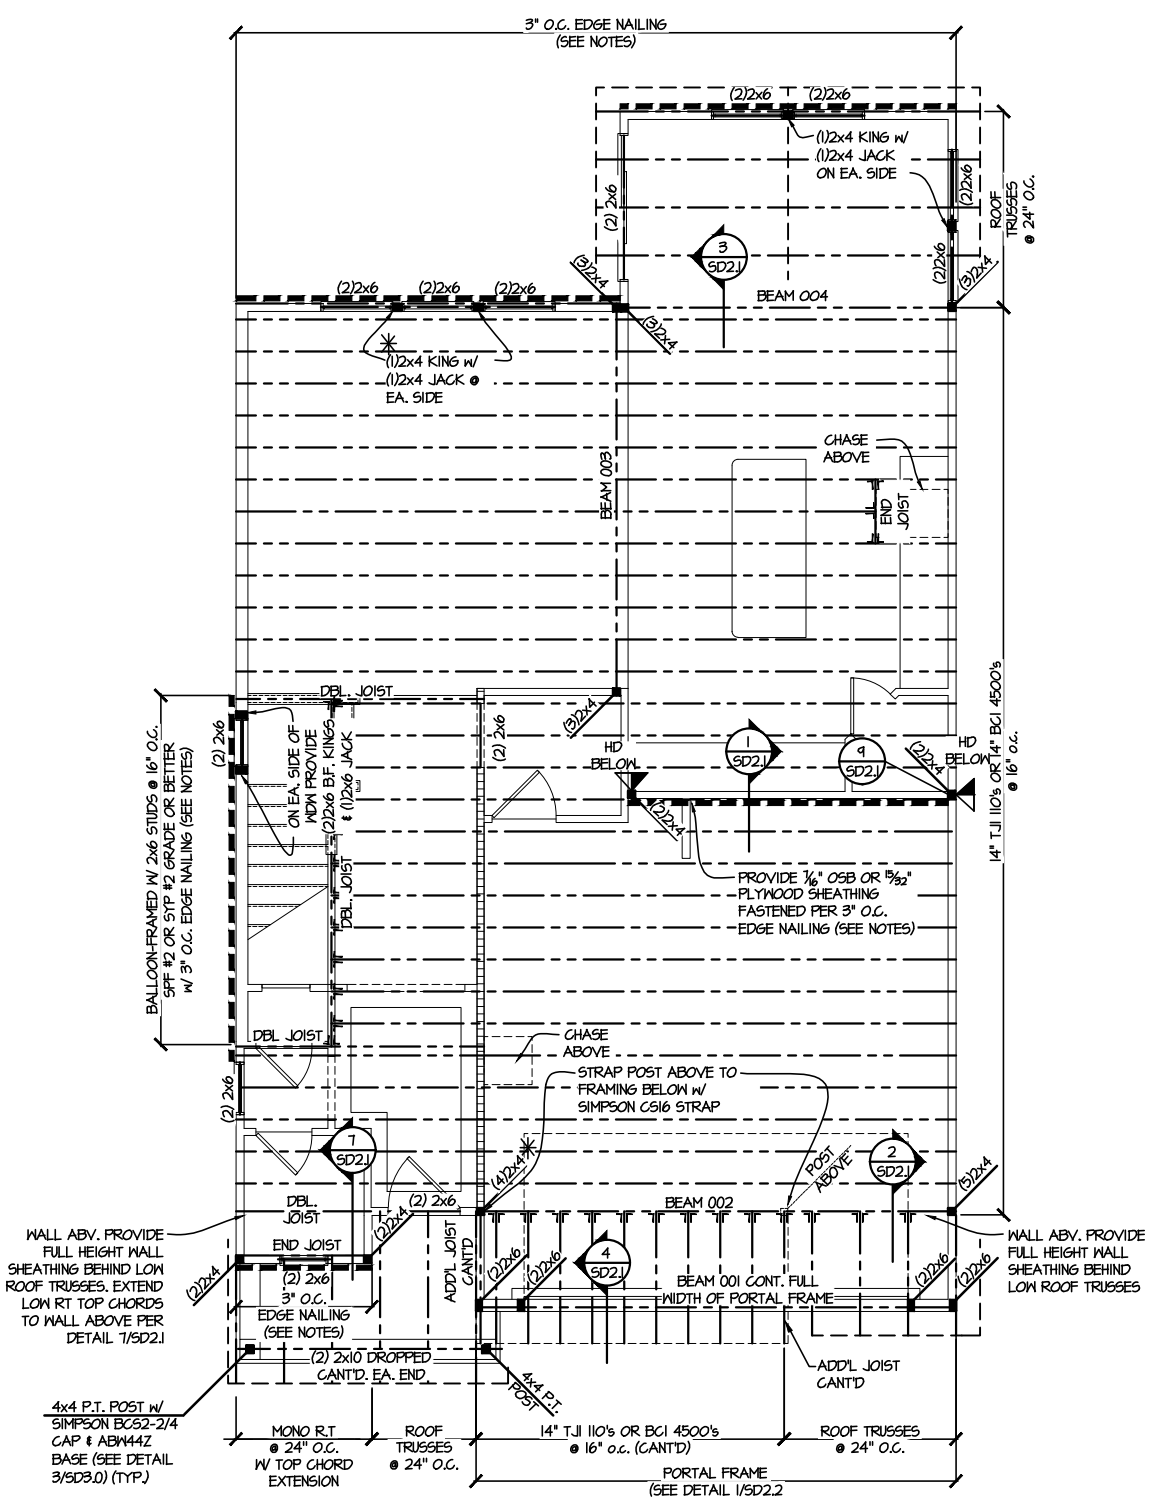 3" O.C. EDGE NAILING
(SEE NOTES)
(2)2x6
(2)2x6
(1)2x4 KING w/
(1)2x4 JACK
ON EA. SIDE
(2) 2x6
(2)2x6
(2)2x6
ROOF
TRUSSES
@ 24" O.C.
3
SD2.1
(3)2x4
(3)2x4
(3)2x4
BEAM 004
(2)2x6
(2)2x6
(2)2x6
(1)2x4 KING w/
(1)2x4 JACK @
EA. SIDE
BEAM 003
CHASE
ABOVE
END
JOIST
14" TJI 110's OR 14" BCI 4500's
@ 16" o.c.
DBL. JOIST
(2) 2x6
ON EA. SIDE OF
WDW PROVIDE
(2)2x6 B.F. KINGS
& (1)2x6 JACK
(2) 2x6
(3)2x4
HD
BELOW
1
SD2.1
9
SD2.1
(2)2x4
HD
BELOW
(2)2x4
BALLOON-FRAMED W/ 2x6 STUDS @ 16" O.C.
SPF #2 OR SYP #2 GRADE OR BETTER
w/ 3" O.C. EDGE NAILING (SEE NOTES)
DBL. JOIST
PROVIDE 7/16" OSB OR 15/32"
PLYWOOD SHEATHING
FASTENED PER 3" O.C.
EDGE NAILING (SEE NOTES)
DBL JOIST
CHASE
ABOVE
STRAP POST ABOVE TO
FRAMING BELOW w/
SIMPSON CS16 STRAP
(2) 2x6
7
SD2.1
(4)2x4
POST
ABOVE
2
SD2.1
(5)2x4
DBL.
JOIST
(2) 2x6
BEAM 002
WALL ABV. PROVIDE
FULL HEIGHT WALL
SHEATHING BEHIND LOW
ROOF TRUSSES. EXTEND
LOW RT TOP CHORDS
TO WALL ABOVE PER
DETAIL 7/SD2.1
END JOIST
(2)2x4
(2)2x4
(2) 2x6
3" O.C.
EDGE NAILING
(SEE NOTES)
ADD'L JOIST
CANT'D
(2)2x6
(2)2x6
4
SD2.1
BEAM 001 CONT. FULL
WIDTH OF PORTAL FRAME
(2)2x6
(2)2x6
WALL ABV. PROVIDE
FULL HEIGHT WALL
SHEATHING BEHIND
LOW ROOF TRUSSES
(2) 2x10 DROPPED
CANT'D. EA. END
4x4 P.T.
POST
ADD'L JOIST
CANT'D
4x4 P.T. POST w/
SIMPSON BCS2-2/4
CAP & ABW44Z
BASE (SEE DETAIL
3/SD3.0) (TYP.)
MONO R.T
@ 24" O.C.
W/ TOP CHORD
EXTENSION
ROOF
TRUSSES
@ 24" O.C.
14" TJI 110's OR BCI 4500's
@ 16" o.c. (CANT'D)
ROOF TRUSSES
@ 24" O.C.
PORTAL FRAME
(SEE DETAIL 1/SD2.2